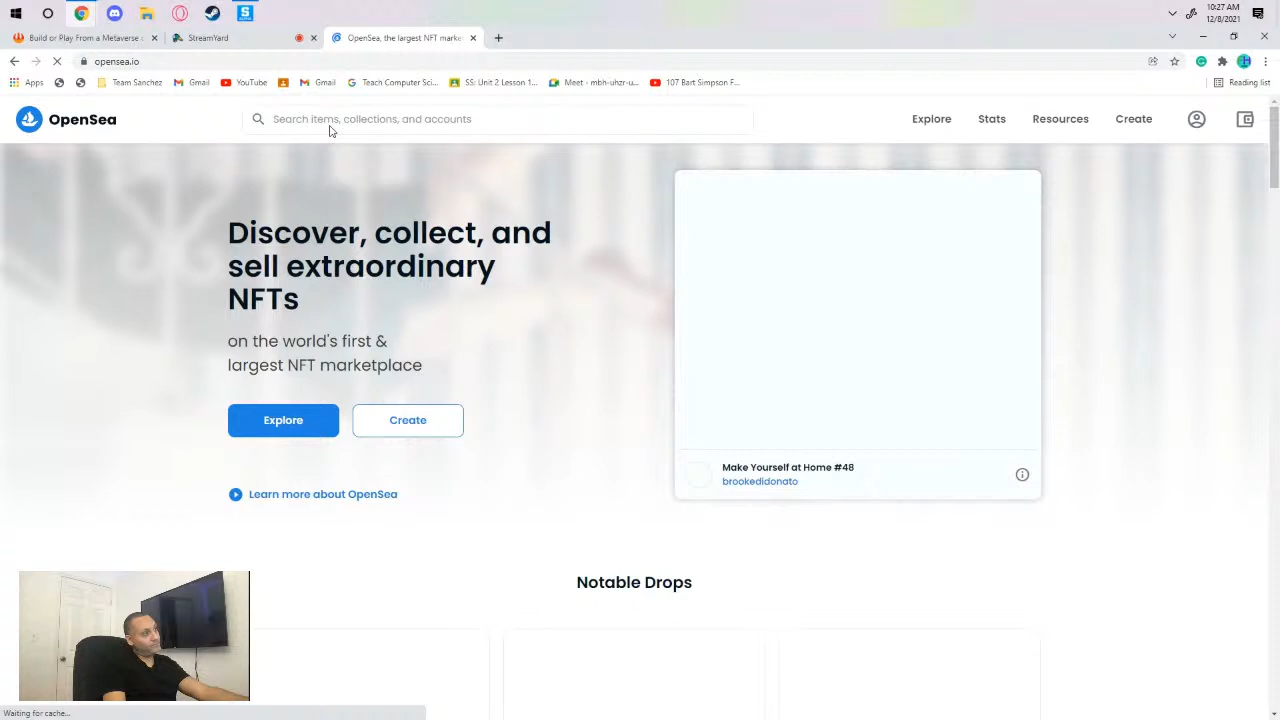 10:27 AM
12/8/2021
Build or Play From a Metaverse
StreamYard
OpenSea, the largest NFT marke
opensea.io
Apps
Team Sanchez
Gmail
YouTube
Gmail
Teach Computer Sci...
SS: Unit 2 Lesson 1...
Meet - mbh-uhzr-u...
107 Bart Simpson F...
Reading list
OpenSea
Search items, collections, and accounts
Explore
Stats
Resources
Create
Discover, collect, and
sell extraordinary
NFTs
on the world's first &
largest NFT marketplace
Explore
Create
Learn more about OpenSea
Make Yourself at Home #48
brookedidonato
Notable Drops
Waiting for cache...